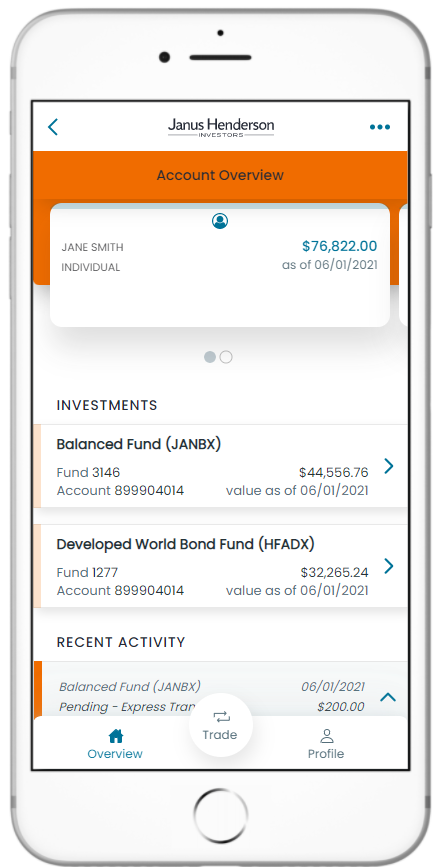 Janus Henderson
INVESTORS
Account Overview
JANE SMITH $76,822.00
INDIVIDUAL as of 06/01/2021
INVESTMENTS
Balanced Fund (JANBX)
Fund 3146 $44,556.76
Account 899904014 value as of 06/01/2021
Developed World Bond Fund (HFADX)
Fund 1277 $32,265.24
Account 899904014 value as of 06/01/2021
RECENT ACTIVITY
Balanced Fund (JANBX) 06/01/2021
Pending - Express Tran $200.00
Overview Trade Profile